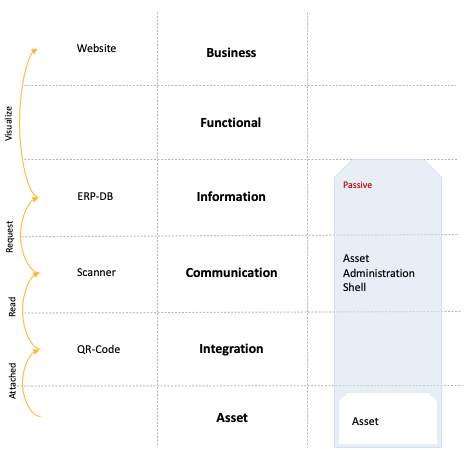 Website
Business
Visualize
Functional
Passive
ERP-DB
Information
Request
Asset
Administration
Shell
Scanner
Communication
Read
QR-Code
Integration
Attached
Asset
Asset